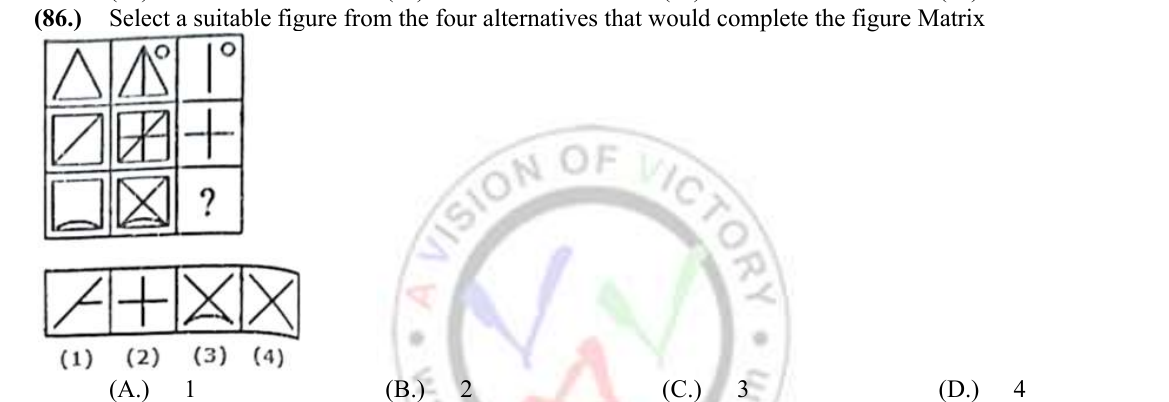 (86.) Select a suitable figure from the four alternatives that would complete the figure Matrix
?
(1) (2) (3) (4)
(A.) 1 (B.) 2 (C.) 3 (D.) 4
A VISION OF VICTORY